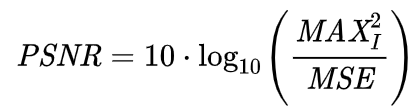 PSNR = 10 · log₁₀ (MAX_I² / MSE)